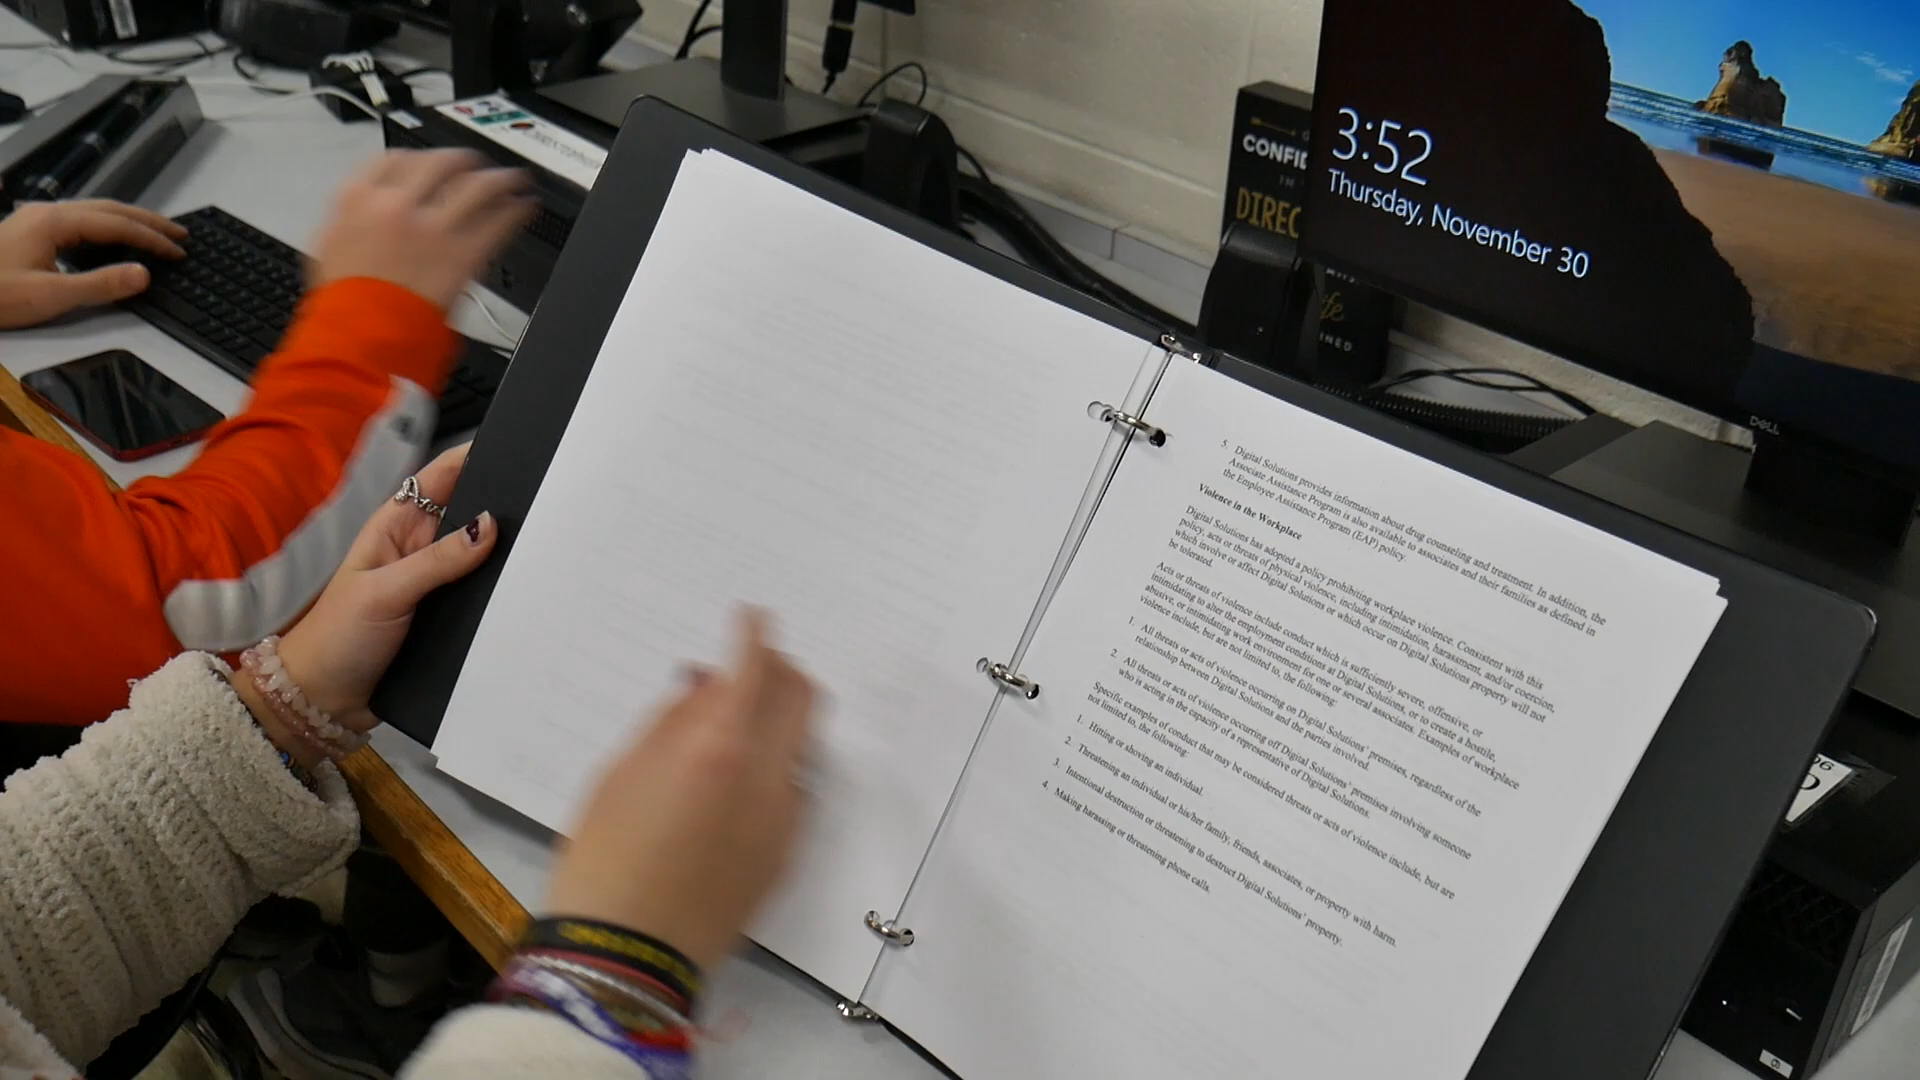 3:52
Thursday, November 30
CONFID
IN T
DIREC
ife
INED
DELL
5. Digital Solutions provides information about drug counseling and treatment. In addition, the
Associate Assistance Program is also available to associates and their families as defined in
the Employee Assistance Program (EAP) policy.
Violence in the Workplace
Digital Solutions has adopted a policy prohibiting workplace violence. Consistent with this
policy, acts or threats of physical violence, including intimidation, harassment, and/or coercion,
which involve or affect Digital Solutions or which occur on Digital Solutions property will not
be tolerated.
Acts or threats of violence include conduct which is sufficiently severe, offensive, or
intimidating to alter the employment conditions at Digital Solutions, or to create a hostile,
abusive, or intimidating work environment for one or several associates. Examples of workplace
violence include, but are not limited to, the following:
1. All threats or acts of violence occurring on Digital Solutions' premises, regardless of the
relationship between Digital Solutions and the parties involved.
2. All threats or acts of violence occurring off Digital Solutions' premises involving someone
who is acting in the capacity of a representative of Digital Solutions.
Specific examples of conduct that may be considered threats or acts of violence include, but are
not limited to, the following:
1. Hitting or shoving an individual.
2. Threatening an individual or his/her family, friends, associates, or property with harm.
3. Intentional destruction or threatening to destruct Digital Solutions' property.
4. Making harassing or threatening phone calls.